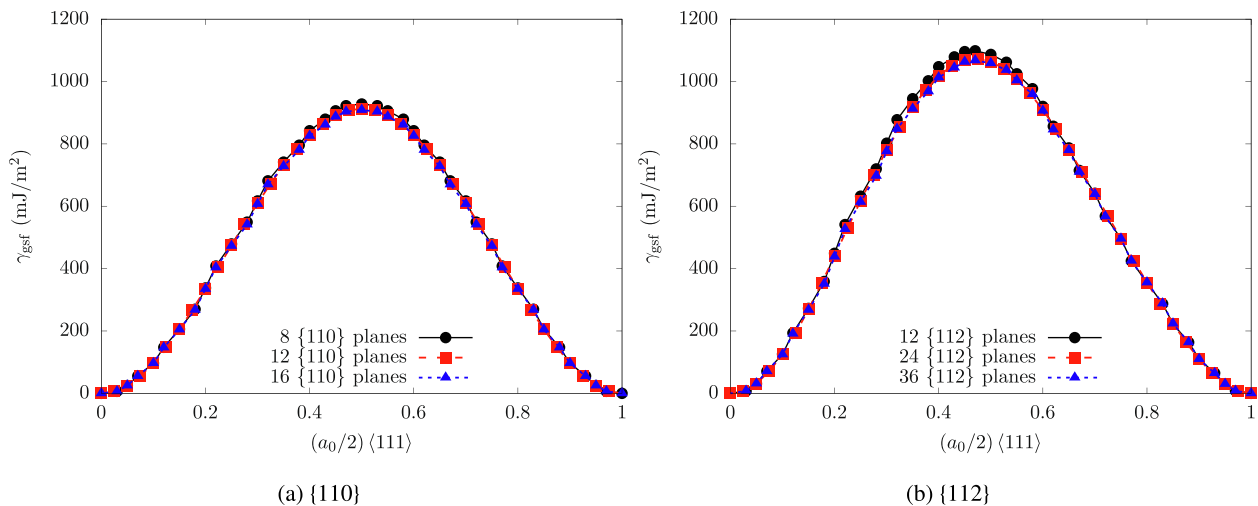 1200
1000
800
600
400
200
0
γgsf (mJ/m²)
8 {110} planes
12 {110} planes
16 {110} planes
0 0.2 0.4 0.6 0.8 1
(a₀/2) ⟨111⟩
(a) {110}
1200
1000
800
600
400
200
0
γgsf (mJ/m²)
12 {112} planes
24 {112} planes
36 {112} planes
0 0.2 0.4 0.6 0.8 1
(a₀/2) ⟨111⟩
(b) {112}